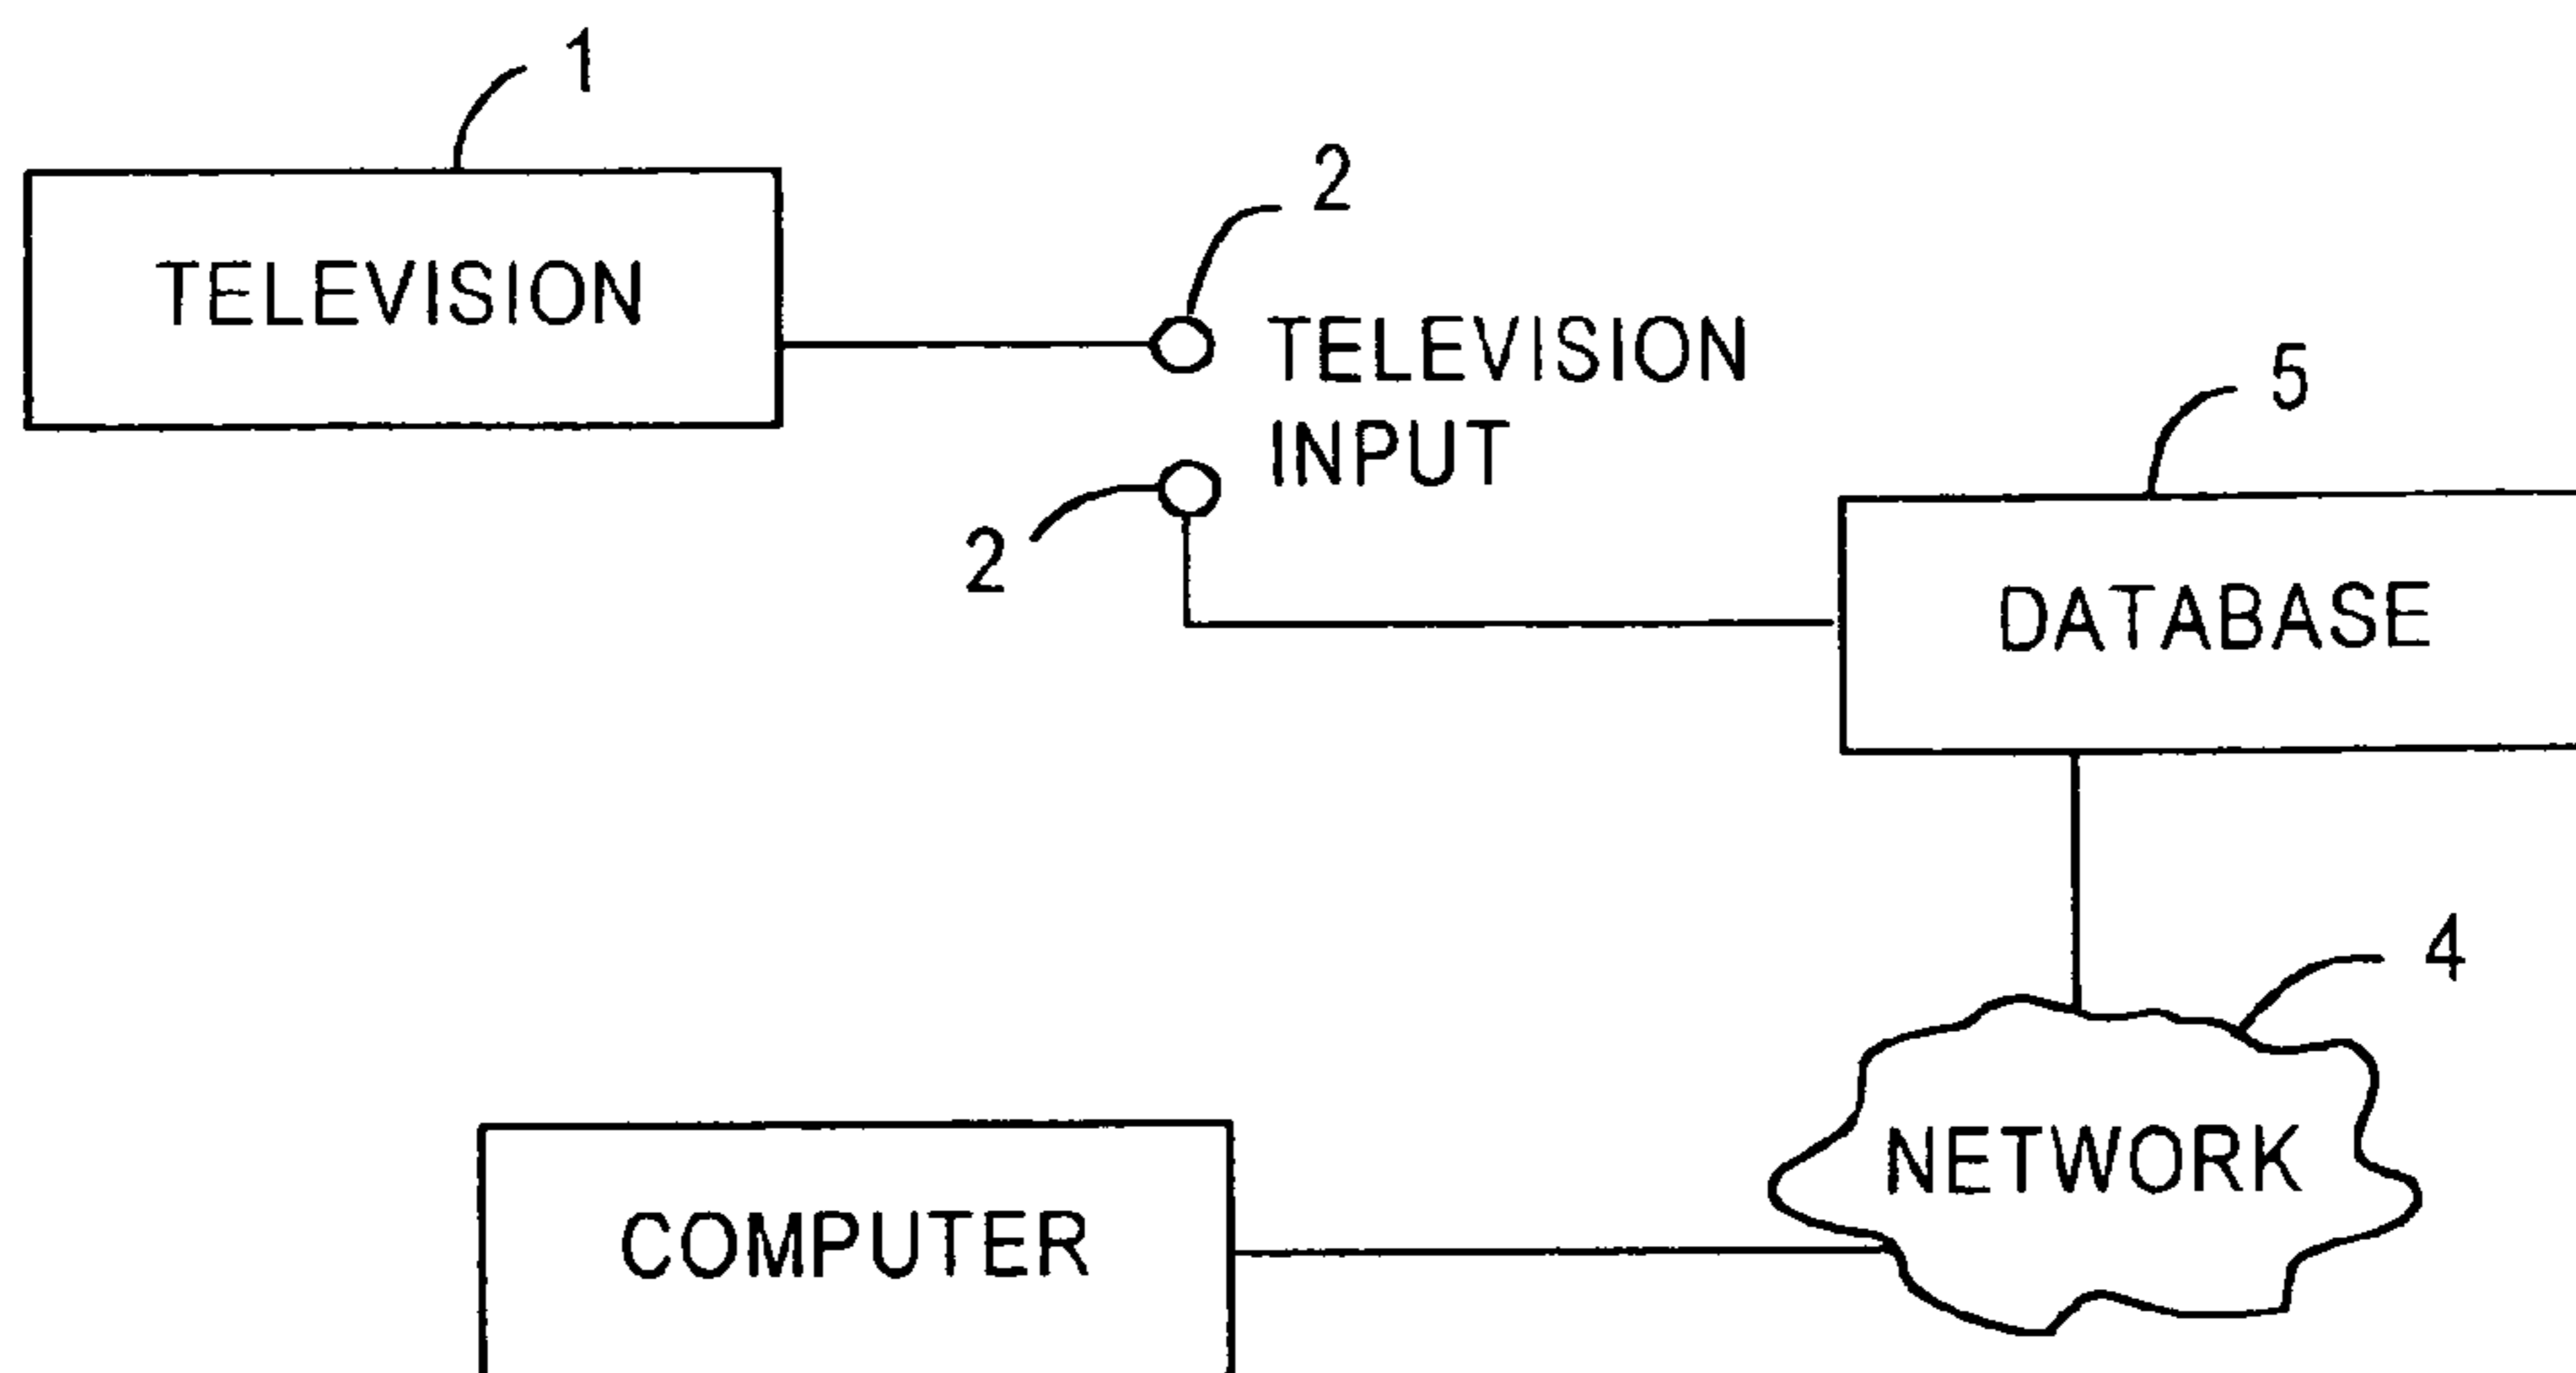 1
TELEVISION
2
TELEVISION
INPUT
2
5
DATABASE
4
NETWORK
COMPUTER